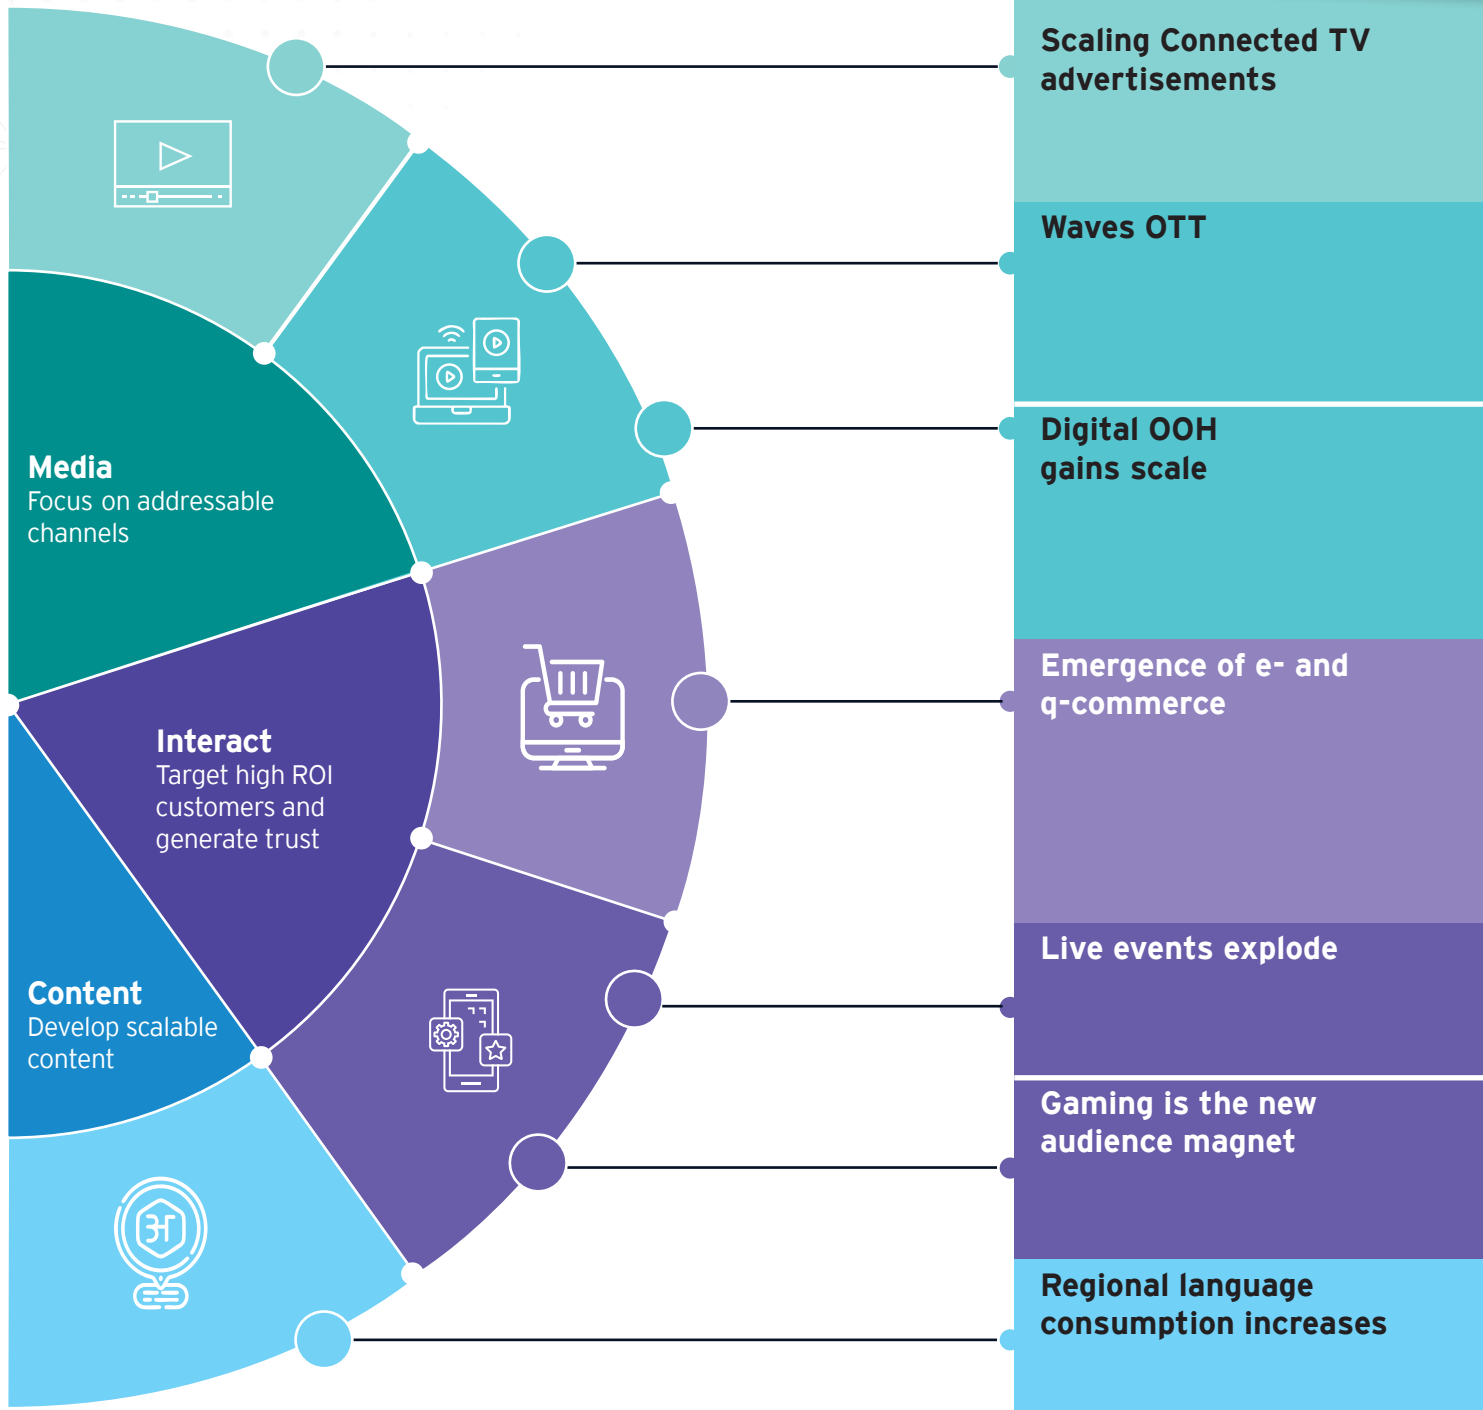 Media
Focus on addressable
channels
Interact
Target high ROI
customers and
generate trust
Content
Develop scalable
content
अ
Scaling Connected TV
advertisements
Waves OTT
Digital OOH
gains scale
Emergence of e- and
q-commerce
Live events explode
Gaming is the new
audience magnet
Regional language
consumption increases